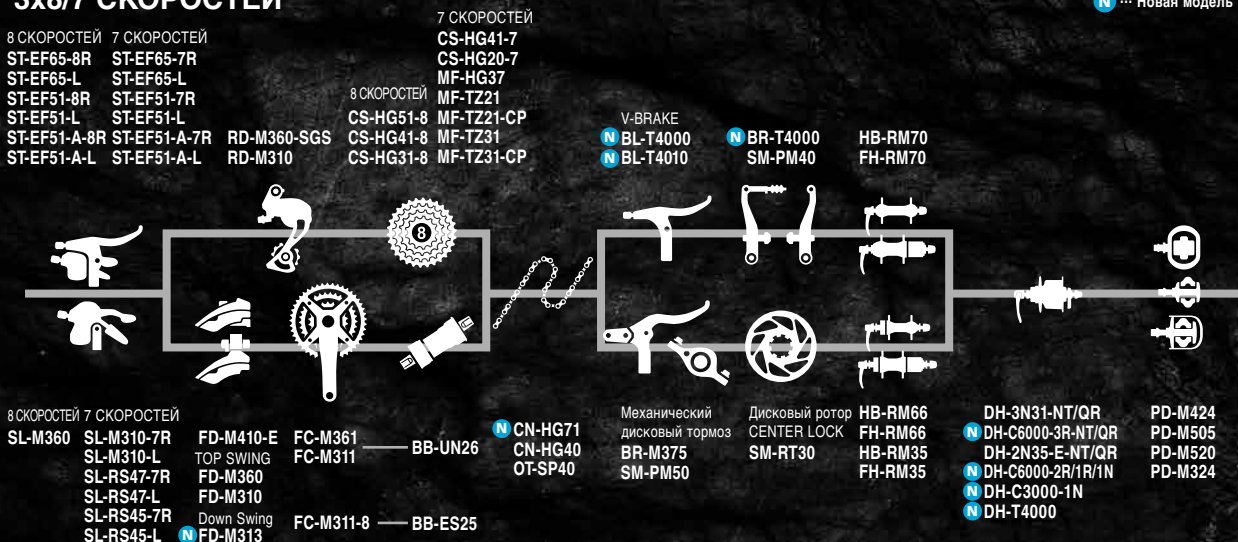 3x8/7 СКОРОСТЕЙ
N ··· Новая модель
8 СКОРОСТЕЙ
ST-EF65-8R
ST-EF65-L
ST-EF51-8R
ST-EF51-L
ST-EF51-A-8R
ST-EF51-A-L
7 СКОРОСТЕЙ
ST-EF65-7R
ST-EF65-L
ST-EF51-7R
ST-EF51-L
ST-EF51-A-7R
ST-EF51-A-L
RD-M360-SGS
RD-M310
8 СКОРОСТЕЙ
CS-HG51-8
CS-HG41-8
CS-HG31-8
7 СКОРОСТЕЙ
CS-HG41-7
CS-HG20-7
MF-HG37
MF-TZ21
MF-TZ21-CP
MF-TZ31
MF-TZ31-CP
V-BRAKE
N BL-T4000
N BL-T4010
N BR-T4000
SM-PM40
HB-RM70
FH-RM70
8
8 СКОРОСТЕЙ
SL-M360
7 СКОРОСТЕЙ
SL-M310-7R
SL-M310-L
SL-RS47-7R
SL-RS47-L
SL-RS45-7R
SL-RS45-L
FD-M410-E
TOP SWING
FD-M360
FD-M310
Down Swing
N FD-M313
FC-M361
FC-M311
BB-UN26
FC-M311-8
BB-ES25
N CN-HG71
CN-HG40
OT-SP40
Механический
дисковый тормоз
BR-M375
SM-PM50
Дисковый ротор
CENTER LOCK
SM-RT30
HB-RM66
FH-RM66
HB-RM35
FH-RM35
DH-3N31-NT/QR
N DH-C6000-3R-NT/QR
DH-2N35-E-NT/QR
N DH-C6000-2R/1R/1N
N DH-C3000-1N
N DH-T4000
PD-M424
PD-M505
PD-M520
PD-M324